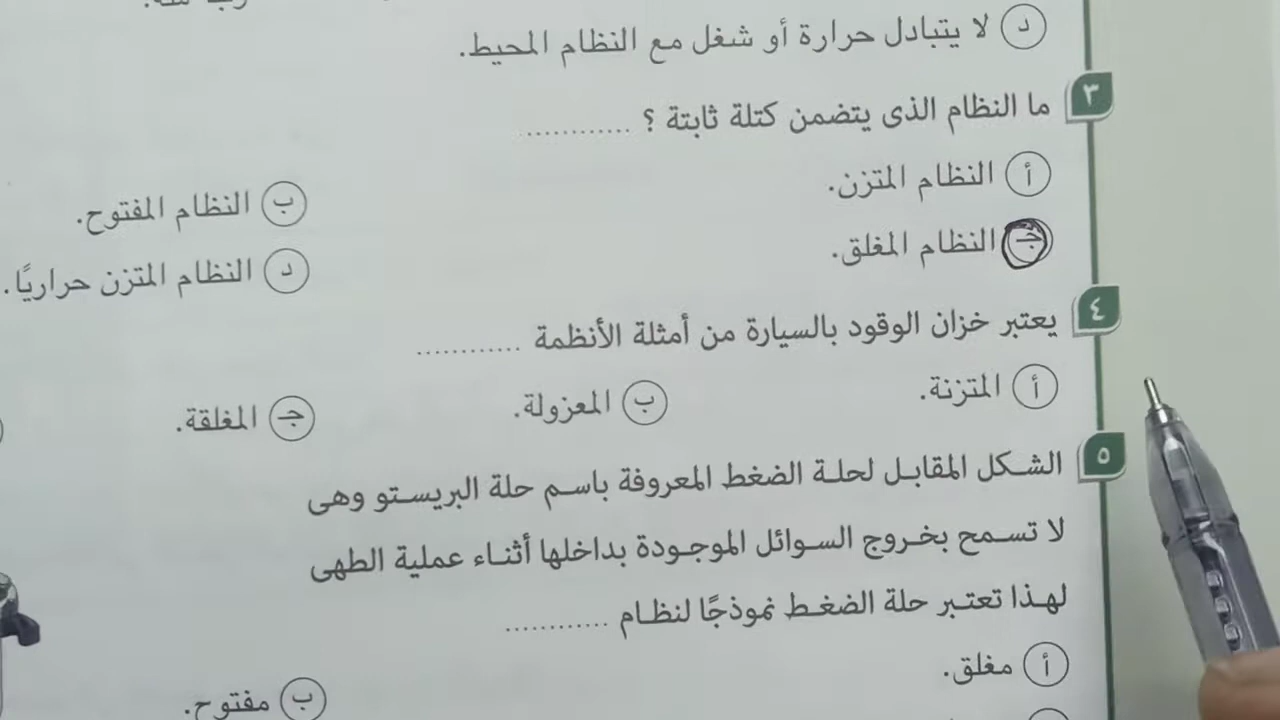 د لا يتبادل حرارة أو شغل مع النظام المحيط.
٣ ما النظام الذى يتضمن كتلة ثابتة ؟ ............
أ النظام المتزن.
ب النظام المفتوح.
جـ النظام المغلق.
د النظام المتزن حراريًا.
٤ يعتبر خزان الوقود بالسيارة من أمثلة الأنظمة ............
أ المتزنة.
ب المعزولة.
جـ المغلقة.
٥ الشكل المقابل لحلة الضغط المعروفة باسم حلة البريستو وهى
لا تسمح بخروج السوائل الموجودة بداخلها أثناء عملية الطهى
لهذا تعتبر حلة الضغط نموذجًا لنظام ............
أ مغلق.
ب مفتوح.